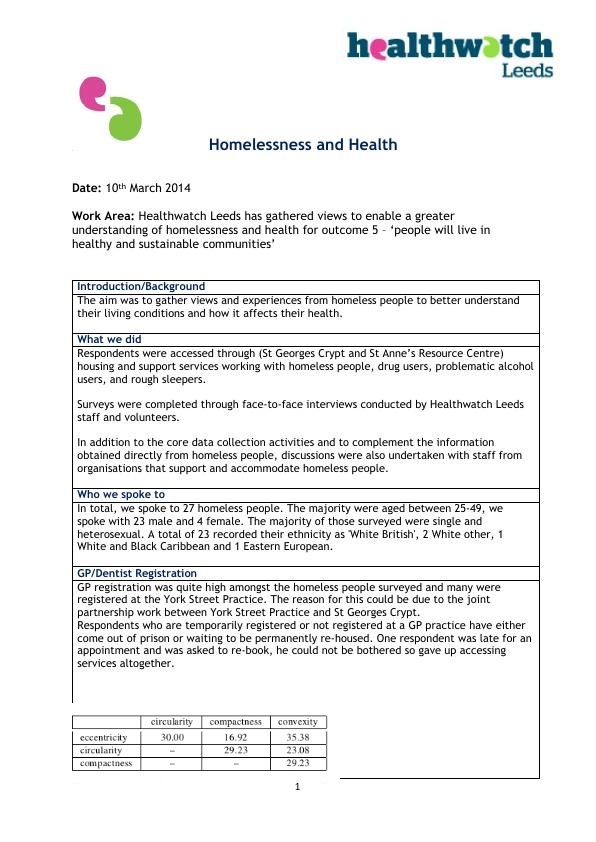 healthwatch
Leeds
Homelessness and Health
Date: 10th March 2014
Work Area: Healthwatch Leeds has gathered views to enable a greater
understanding of homelessness and health for outcome 5 – ‘people will live in
healthy and sustainable communities’
Introduction/Background
The aim was to gather views and experiences from homeless people to better understand
their living conditions and how it affects their health.
What we did
Respondents were accessed through (St Georges Crypt and St Anne’s Resource Centre)
housing and support services working with homeless people, drug users, problematic alcohol
users, and rough sleepers.
Surveys were completed through face-to-face interviews conducted by Healthwatch Leeds
staff and volunteers.
In addition to the core data collection activities and to complement the information
obtained directly from homeless people, discussions were also undertaken with staff from
organisations that support and accommodate homeless people.
Who we spoke to
In total, we spoke to 27 homeless people. The majority were aged between 25-49, we
spoke with 23 male and 4 female. The majority of those surveyed were single and
heterosexual. A total of 23 recorded their ethnicity as 'White British', 2 White other, 1
White and Black Caribbean and 1 Eastern European.
GP/Dentist Registration
GP registration was quite high amongst the homeless people surveyed and many were
registered at the York Street Practice. The reason for this could be due to the joint
partnership work between York Street Practice and St Georges Crypt.
Respondents who are temporarily registered or not registered at a GP practice have either
come out of prison or waiting to be permanently re-housed. One respondent was late for an
appointment and was asked to re-book, he could not be bothered so gave up accessing
services altogether.
circularity compactness convexity
eccentricity 30.00 16.92 35.38
circularity – 29.23 23.08
compactness – – 29.23
1